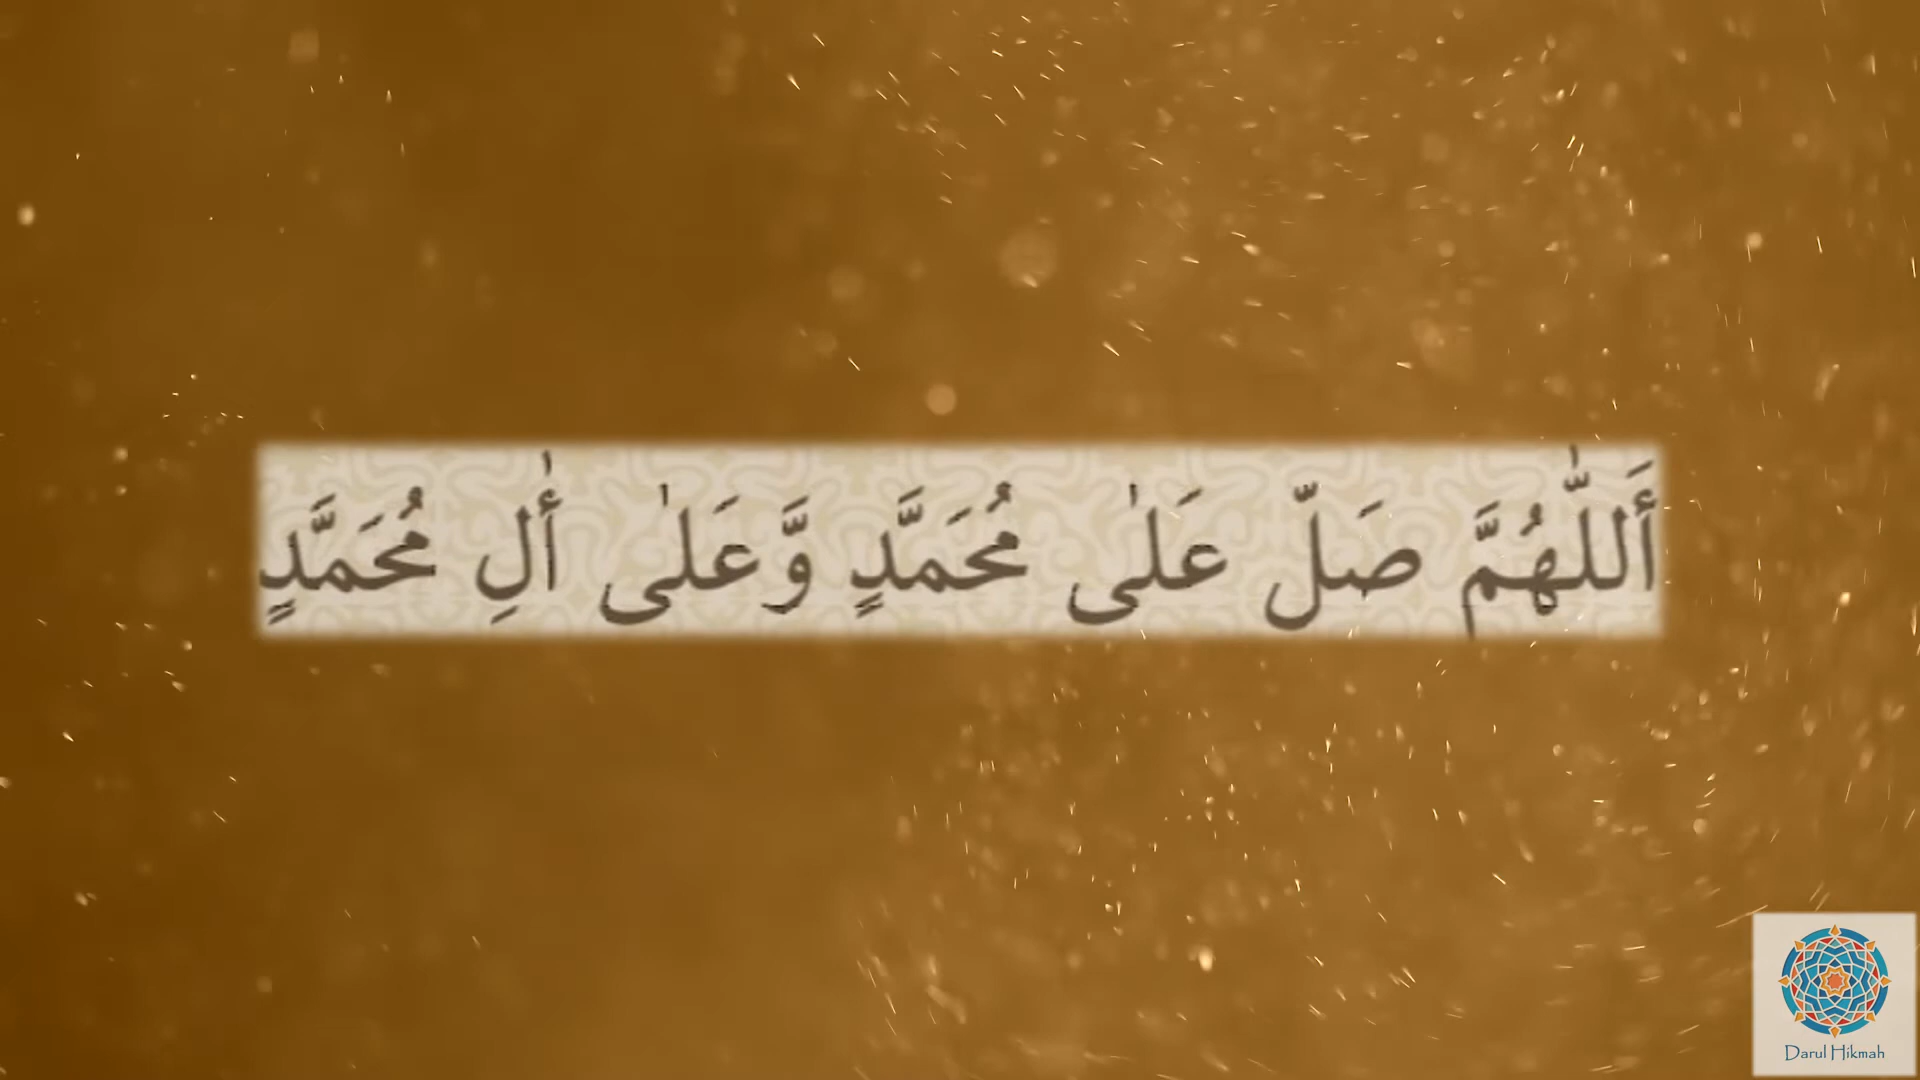 أَللّٰهُمَّ صَلّ عَلٰى مُحَمَّدٍ وَّعَلٰى أٰلِ مُحَمَّدٍ
Darul Hikmah